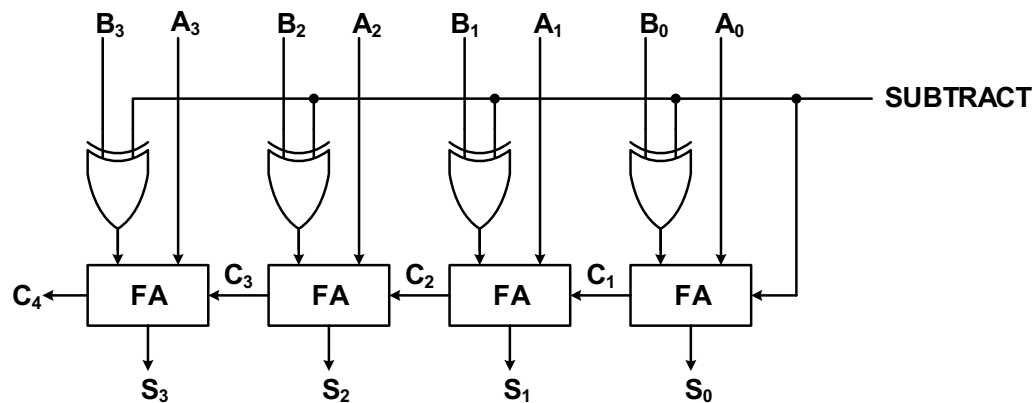 B₃ A₃ B₂ A₂ B₁ A₁ B₀ A₀
SUBTRACT
C₄ FA C₃ FA C₂ FA C₁ FA
S₃ S₂ S₁ S₀